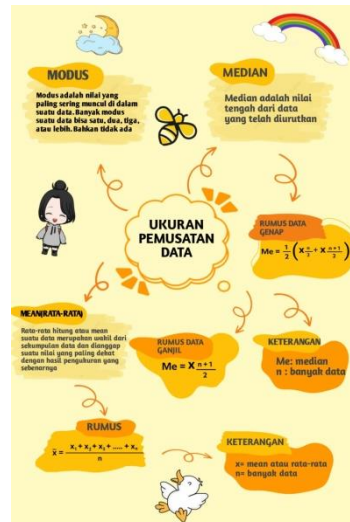 MODUS
Modus adalah nilai yang
paling sering muncul di dalam
suatu data. Banyak modus
suatu data bisa satu, dua, tiga,
atau lebih. Bahkan tidak ada
MEDIAN
Median adalah nilai
tengah dari data
yang telah diurutkan
UKURAN
PEMUSATAN
DATA
RUMUS DATA
GENAP
Me = 1/2 (x n/2 + x n+1/2)
MEAN(RATA-RATA)
Rata-rata hitung atau mean
suatu data merupakan wakil dari
sekumpulan data dan dianggap
suatu nilai yang paling dekat
dengan hasil pengukuran yang
sebenarnya
RUMUS DATA
GANJIL
Me = X n+1/2
KETERANGAN
Me: median
n : banyak data
RUMUS
x̄ = x₁ + x₂ + x₃ + ..... + xₙ / n
KETERANGAN
x= mean atau rata-rata
n= banyak data